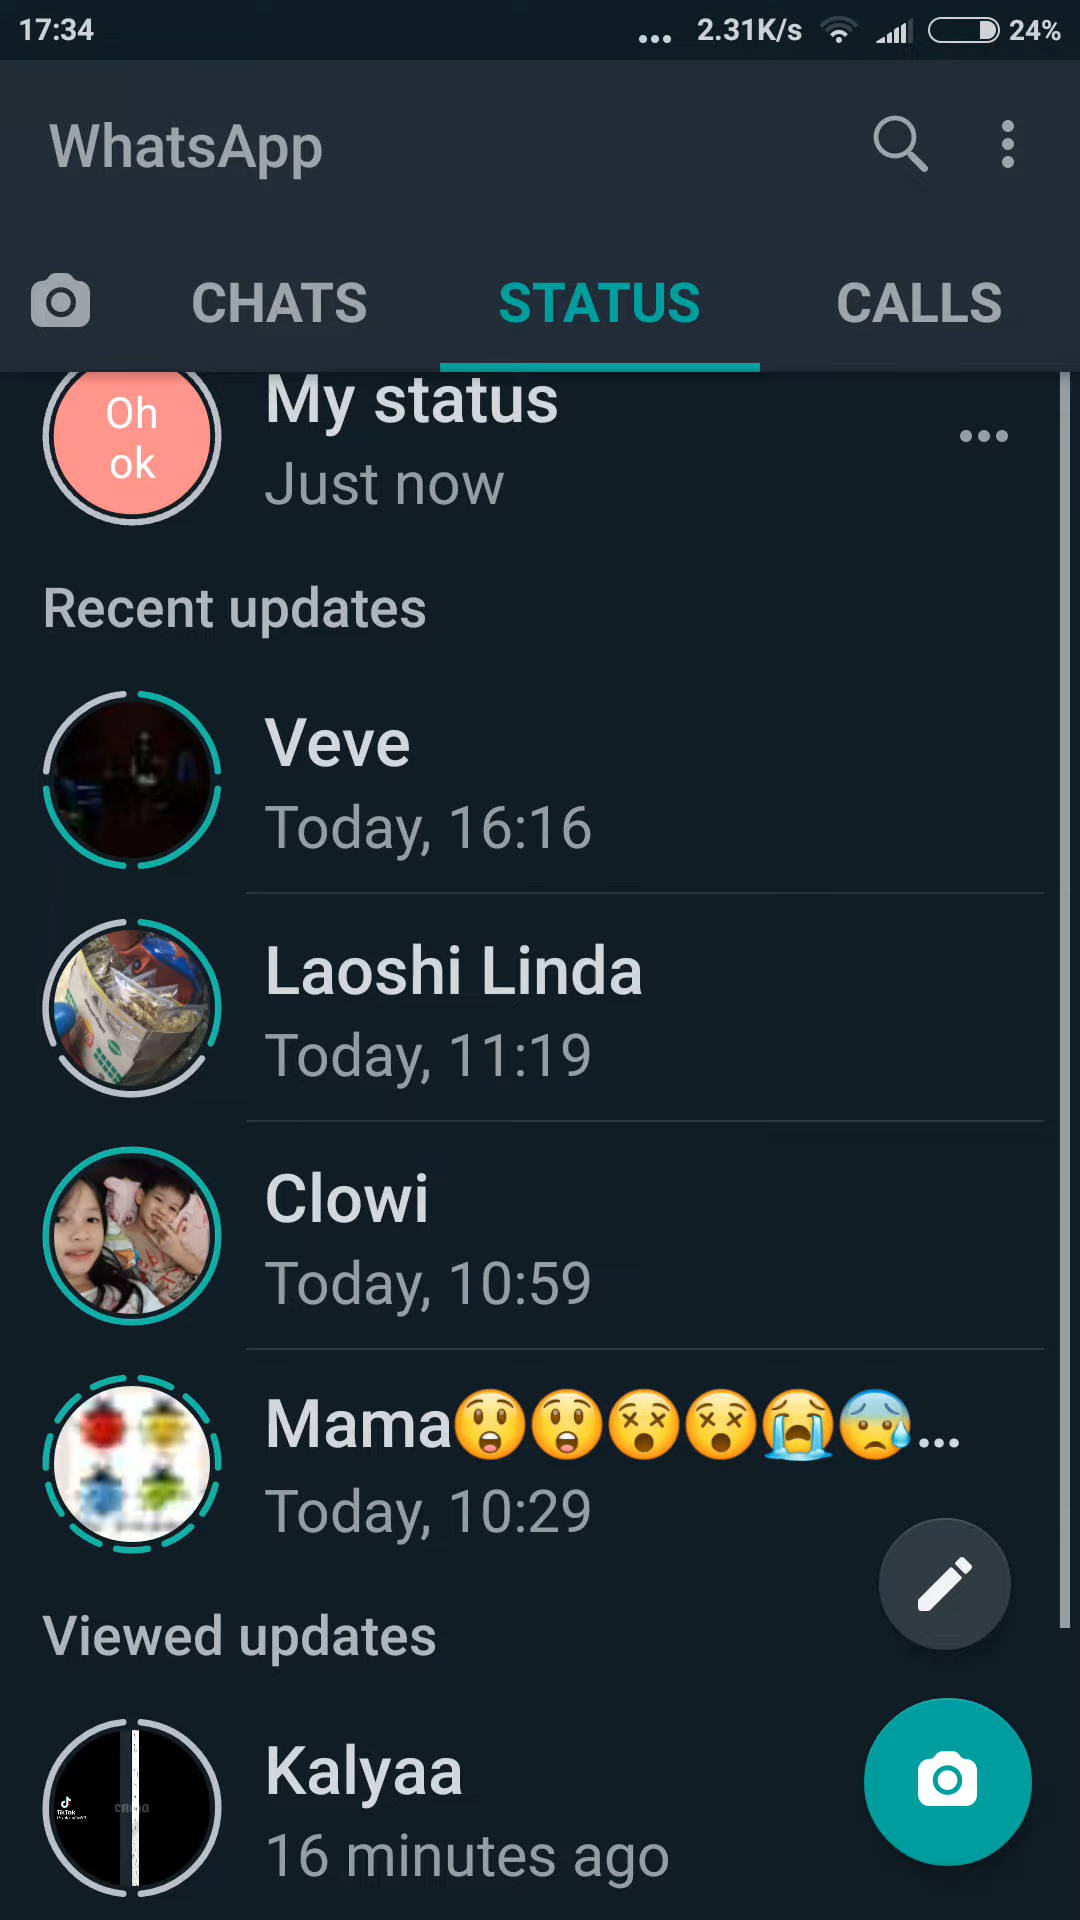 17:34 ... 2.31K/s 24%
WhatsApp
CHATS STATUS CALLS
Oh
ok
My status
Just now
Recent updates
Veve
Today, 16:16
Laoshi Linda
Today, 11:19
Clowi
Today, 10:59
Mama😲😲😵😵😭😰...
Today, 10:29
Viewed updates
Kalyaa
16 minutes ago
TikTok